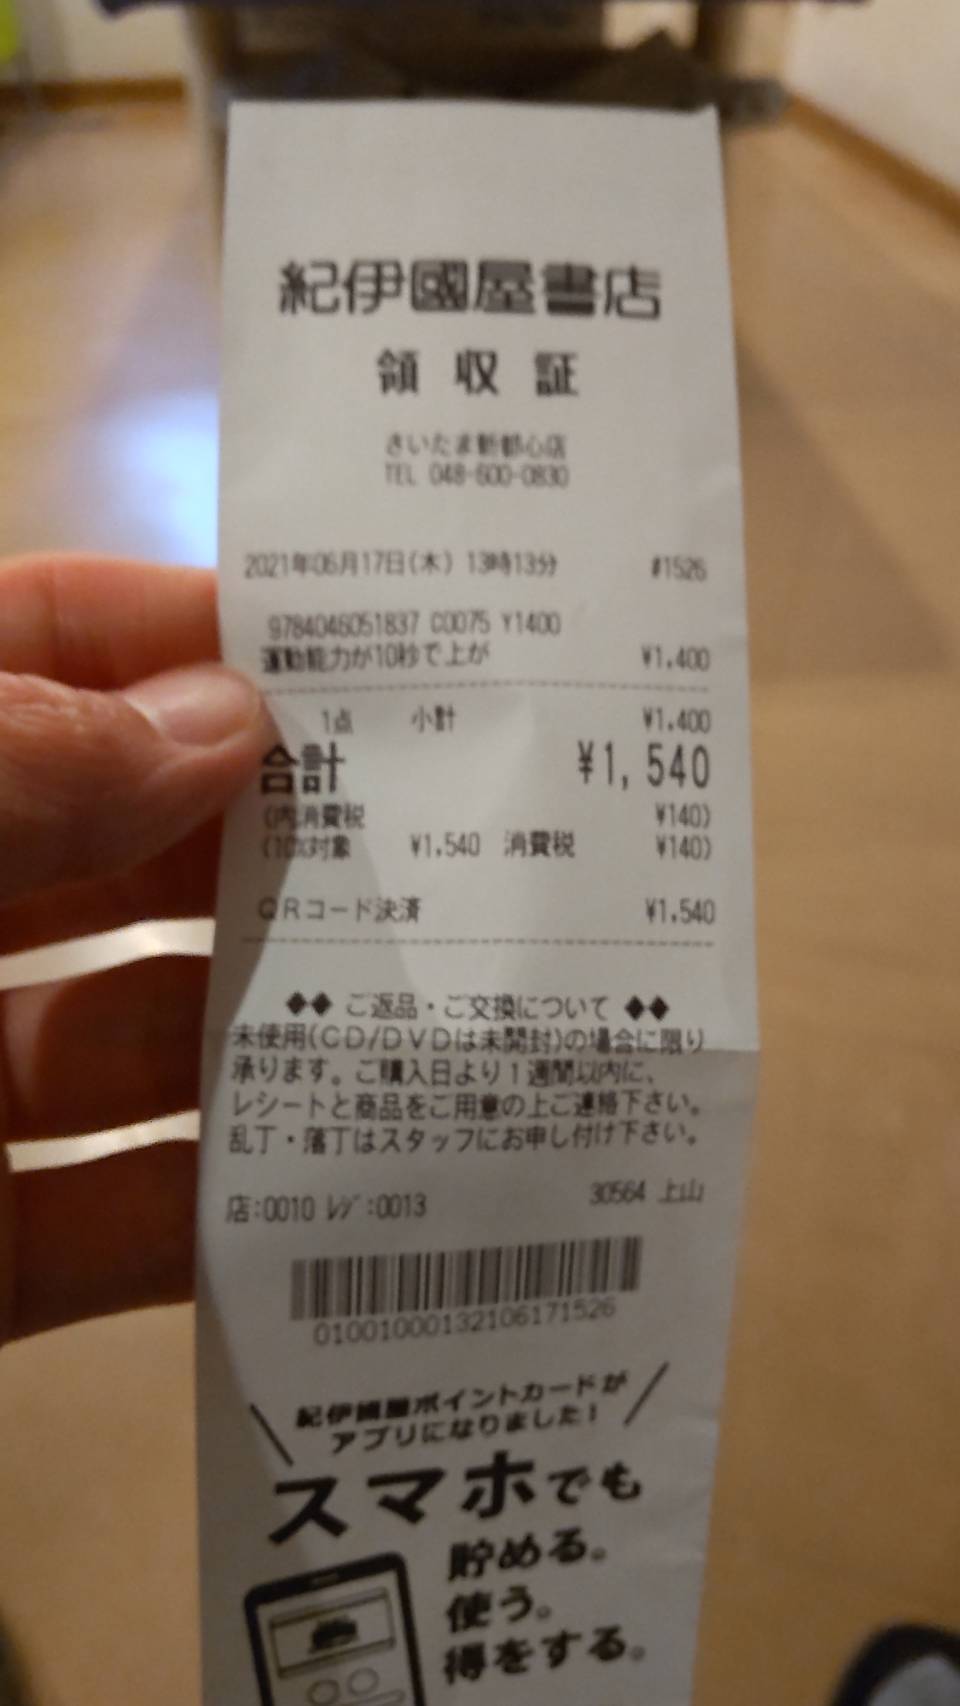 紀伊國屋書店
領収証
さいたま新都心店
TEL 048-600-0830
2021年06月17日(木) 13時13分 #1526
9784046051837 C0075 Y1400
運動能力が10秒で上が ¥1,400
1点 小計 ¥1,400
合計 ¥1,540
(内消費税 ¥140)
(10%対象 ¥1,540 消費税 ¥140)
QRコード決済 ¥1,540
◆◆ ご返品・ご交換について ◆◆
未使用(CD/DVDは未開封)の場合に限り
承ります。ご購入日より1週間以内に、
レシートと商品をご用意の上ご連絡下さい。
乱丁・落丁はスタッフにお申し付け下さい。
店:0010 レジ:0013 30564 上山
01001000132106171526
紀伊國屋ポイントカードが
アプリになりました!
スマホでも
貯める。
使う。
得をする。